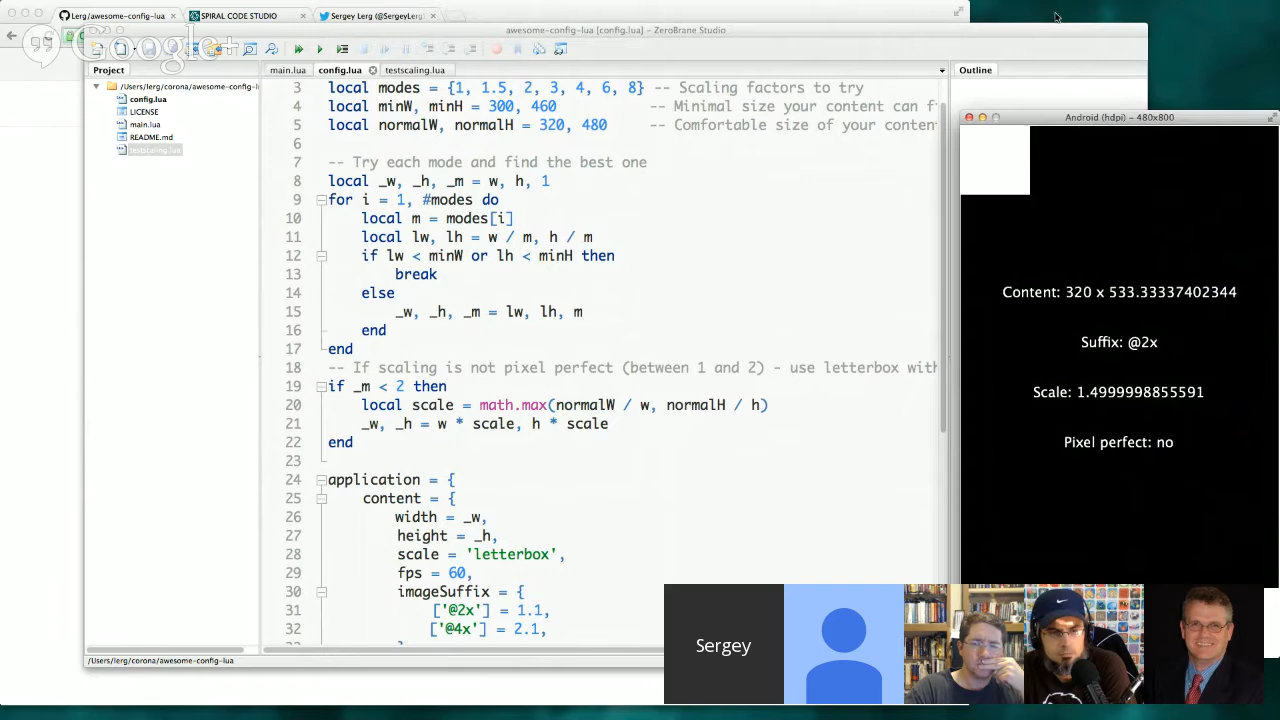 Lerg/awesome-config-lua
SPIRAL CODE STUDIO
Sergey Lerg (@SergeyLerg
Google+
awesome-config-lua [config.lua] - ZeroBrane Studio
Project
main.lua
config.lua
testscaling.lua
Outline
/Users/lerg/corona/awesome-config-l
config.lua
LICENSE
main.lua
README.md
testscaling.lua
3 local modes = {1, 1.5, 2, 3, 4, 6, 8} -- Scaling factors to try
4 local minW, minH = 300, 460 -- Minimal size your content can f
5 local normalW, normalH = 320, 480 -- Comfortable size of your conten
6
7 -- Try each mode and find the best one
8 local _w, _h, _m = w, h, 1
9 for i = 1, #modes do
10 local m = modes[i]
11 local lw, lh = w / m, h / m
12 if lw < minW or lh < minH then
13 break
14 else
15 _w, _h, _m = lw, lh, m
16 end
17 end
18 -- If scaling is not pixel perfect (between 1 and 2) - use letterbox with
19 if _m < 2 then
20 local scale = math.max(normalW / w, normalH / h)
21 _w, _h = w * scale, h * scale
22 end
23
24 application = {
25 content = {
26 width = _w,
27 height = _h,
28 scale = 'letterbox',
29 fps = 60,
30 imageSuffix = {
31 ['@2x'] = 1.1,
32 ['@4x'] = 2.1,
/Users/lerg/corona/awesome-config-lua
Android (hdpi) - 480x800
Content: 320 x 533.33337402344
Suffix: @2x
Scale: 1.4999998855591
Pixel perfect: no
Sergey